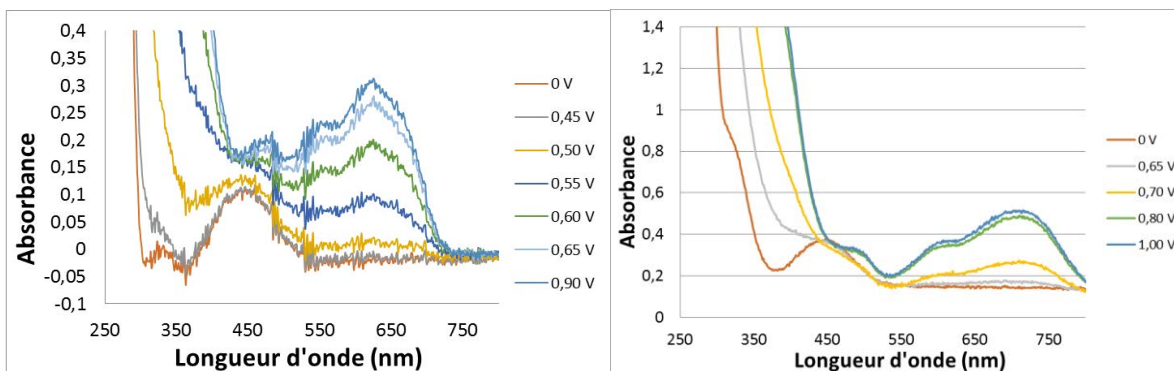 0,4
0,35
0,3
0,25
0,2
0,15
0,1
0,05
0
-0,05
-0,1
Absorbance
250 350 450 550 650 750
Longueur d'onde (nm)
0 V
0,45 V
0,50 V
0,55 V
0,60 V
0,65 V
0,90 V
1,4
1,2
1
0,8
0,6
0,4
0,2
0
Absorbance
250 350 450 550 650 750
Longueur d'onde (nm)
0 V
0,65 V
0,70 V
0,80 V
1,00 V